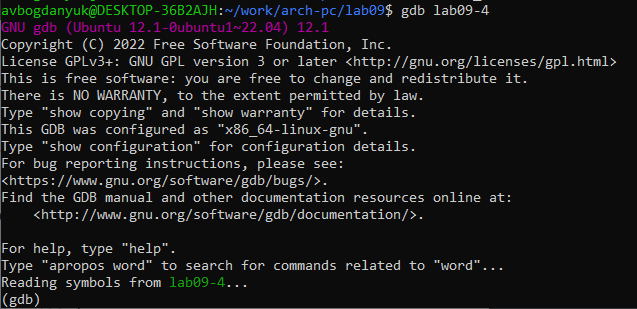 avbogdanyuk@DESKTOP-36B2AJH:~/work/arch-pc/lab09$ gdb lab09-4
GNU gdb (Ubuntu 12.1-0ubuntu1~22.04) 12.1
Copyright (C) 2022 Free Software Foundation, Inc.
License GPLv3+: GNU GPL version 3 or later <http://gnu.org/licenses/gpl.html>
This is free software: you are free to change and redistribute it.
There is NO WARRANTY, to the extent permitted by law.
Type "show copying" and "show warranty" for details.
This GDB was configured as "x86_64-linux-gnu".
Type "show configuration" for configuration details.
For bug reporting instructions, please see:
<https://www.gnu.org/software/gdb/bugs/>.
Find the GDB manual and other documentation resources online at:
    <http://www.gnu.org/software/gdb/documentation/>.

For help, type "help".
Type "apropos word" to search for commands related to "word"...
Reading symbols from lab09-4...
(gdb)